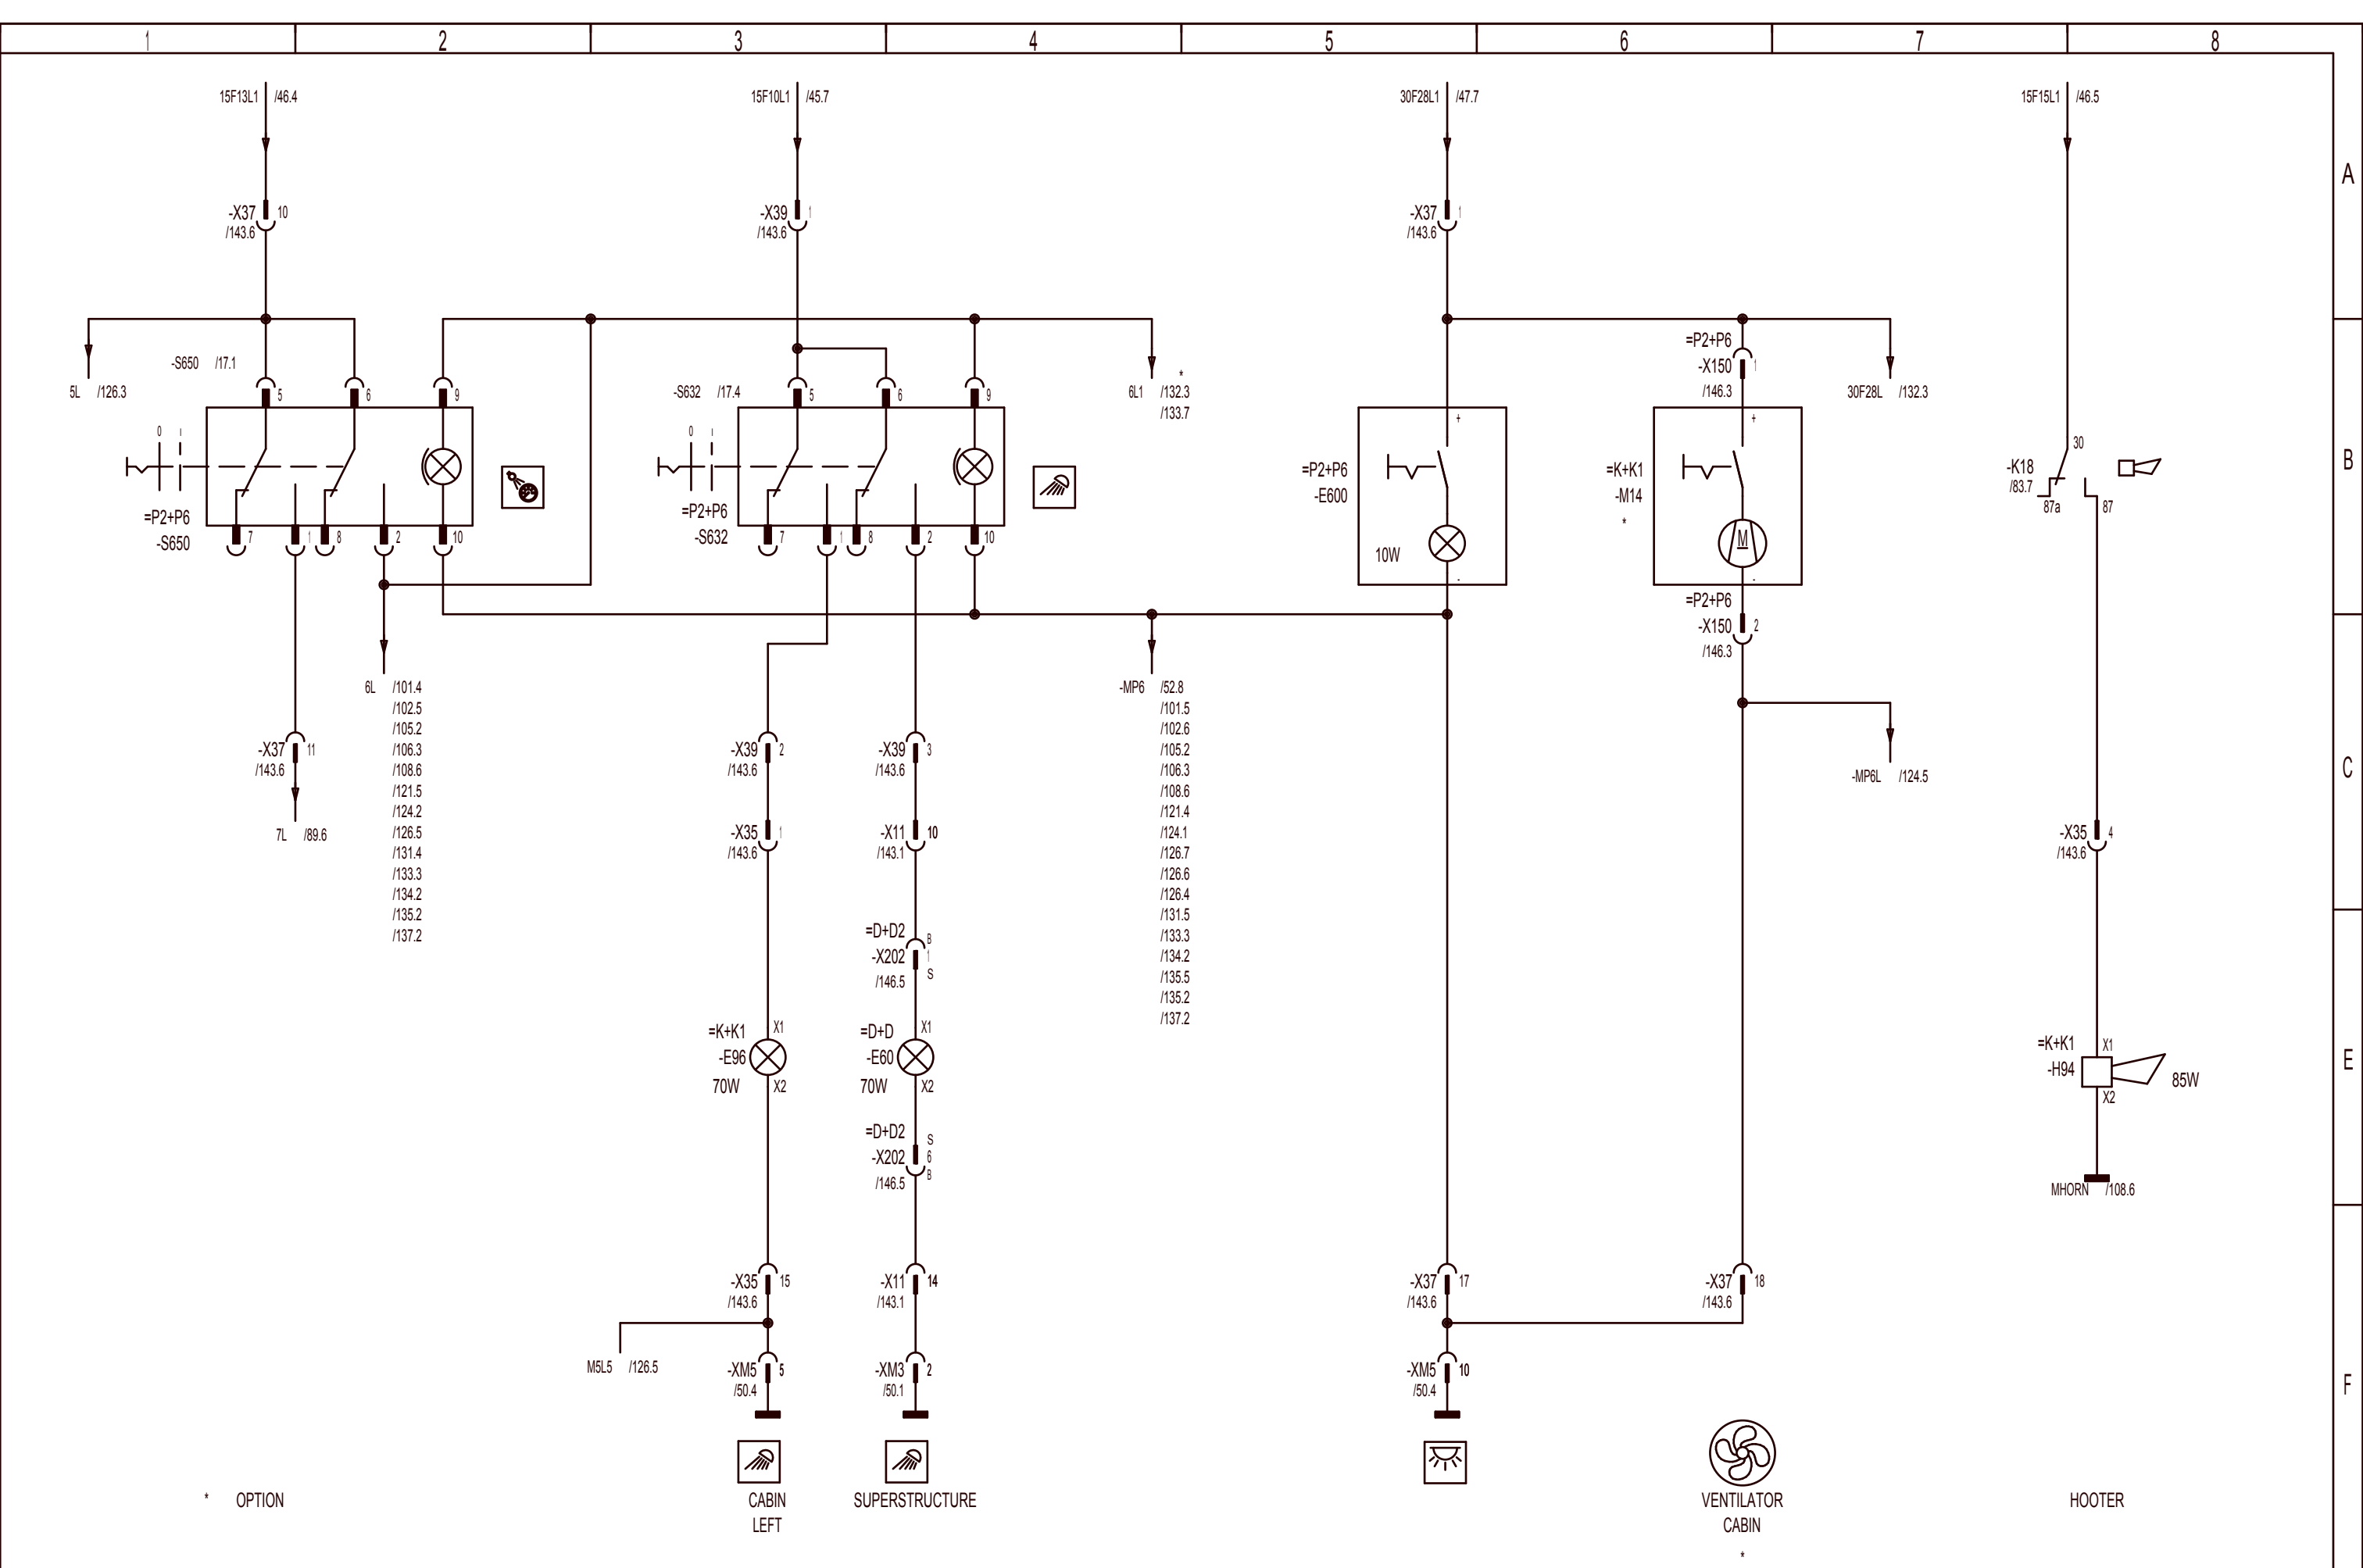 1 2 3 4 5 6 7 8
15F13L1 /46.4
15F10L1 /45.7
30F28L1 /47.7
15F15L1 /46.5
A
-X37 10
/143.6
-X39 1
/143.6
-X37 1
/143.6
=P2+P6
-X150 1
/146.3
-S650 /17.1
5L /126.3
5 6 9
-S632 /17.4
5 6 9
*
6L1 /132.3
/133.7
30F28L /132.3
+
+
0 I
0 I
B
30
-K18
/83.7
87a 87
=P2+P6
-E600
10W
-
=K+K1
-M14
*
M
-
=P2+P6
-S650
7 1 8 2 10
=P2+P6
-S632
7 1 8 2 10
=P2+P6
-X150 2
/146.3
6L /101.4
/102.5
/105.2
/106.3
/108.6
/121.5
/124.2
/126.5
/131.4
/133.3
/134.2
/135.2
/137.2
-MP6 /52.8
/101.5
/102.6
/105.2
/106.3
/108.6
/121.4
/124.1
/126.7
/126.6
/126.4
/131.5
/133.3
/134.2
/135.5
/135.2
/137.2
-X37 11
/143.6
7L /89.6
-X39 2
/143.6
-X39 3
/143.6
-MP6L /124.5
C
-X35 1
/143.6
-X11 10
/143.1
-X35 4
/143.6
=D+D2 B
-X202 1
S
/146.5
=K+K1 X1
-E96
70W X2
=D+D X1
-E60
70W X2
=K+K1 X1
-H94
85W
X2
E
=D+D2 S
-X202 6
B
/146.5
MHORN /108.6
-X35 15
/143.6
-X11 14
/143.1
-X37 17
/143.6
-X37 18
/143.6
M5L5 /126.5
-XM5 5
/50.4
-XM3 2
/50.1
-XM5 10
/50.4
F
* OPTION
CABIN
LEFT
SUPERSTRUCTURE
VENTILATOR
CABIN
*
HOOTER